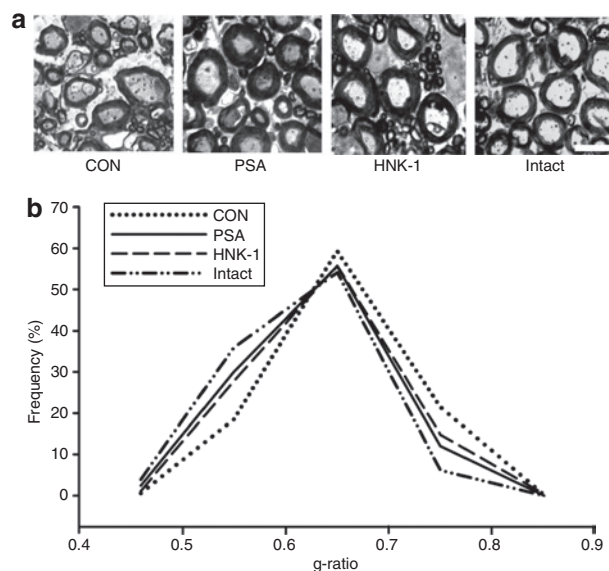 a
CON PSA HNK-1 Intact
b
CON
PSA
HNK-1
Intact
Frequency (%)
70
60
50
40
30
20
10
0
0.4 0.5 0.6 0.7 0.8 0.9
g-ratio